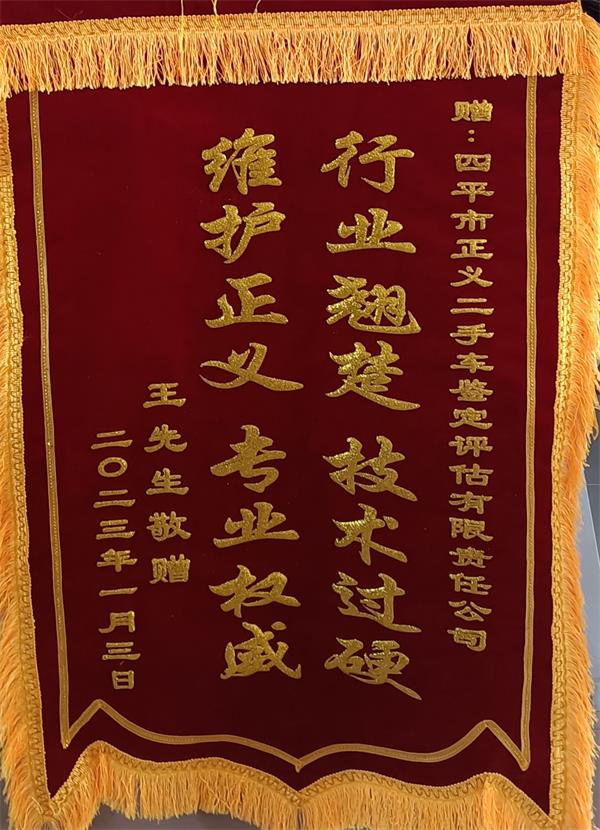 赠：四平市正义二手车鉴定评估有限责任公司
行业翘楚 技术过硬
维护正义 专业权威
王先生敬赠
二〇二三年一月三日